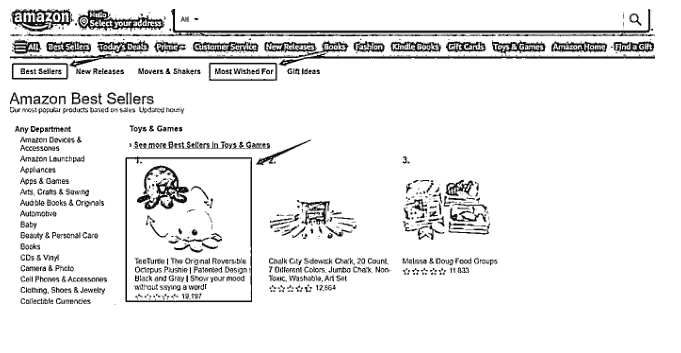 amazon
Hello
Select your address
All
All Best Sellers Today's Deals Prime Customer Service New Releases Books Fashion Kindle Books Gift Cards Toys & Games Amazon Home Find a Gift
Best Sellers New Releases Movers & Shakers Most Wished For Gift Ideas
Amazon Best Sellers
Our most popular products based on sales. Updated hourly
Any Department
Amazon Devices &
Accessories
Amazon Launchpad
Appliances
Apps & Games
Arts, Crafts & Sewing
Audible Books & Originals
Automotive
Baby
Beauty & Personal Care
Books
CDs & Vinyl
Camera & Photo
Cell Phones & Accessories
Clothing, Shoes & Jewelry
Collectible Currencies
Toys & Games
› See more Best Sellers in Toys & Games
1.
TeeTurtle | The Original Reversible
Octopus Plushie | Patented Design
Black and Gray | Show your mood
without saying a word!
19,197
2.
Chalk City Sidewalk Chalk, 20 Count,
7 Different Colors, Jumbo Chalk, Non-
Toxic, Washable, Art Set
12,864
3.
Melissa & Doug Food Groups
11,833